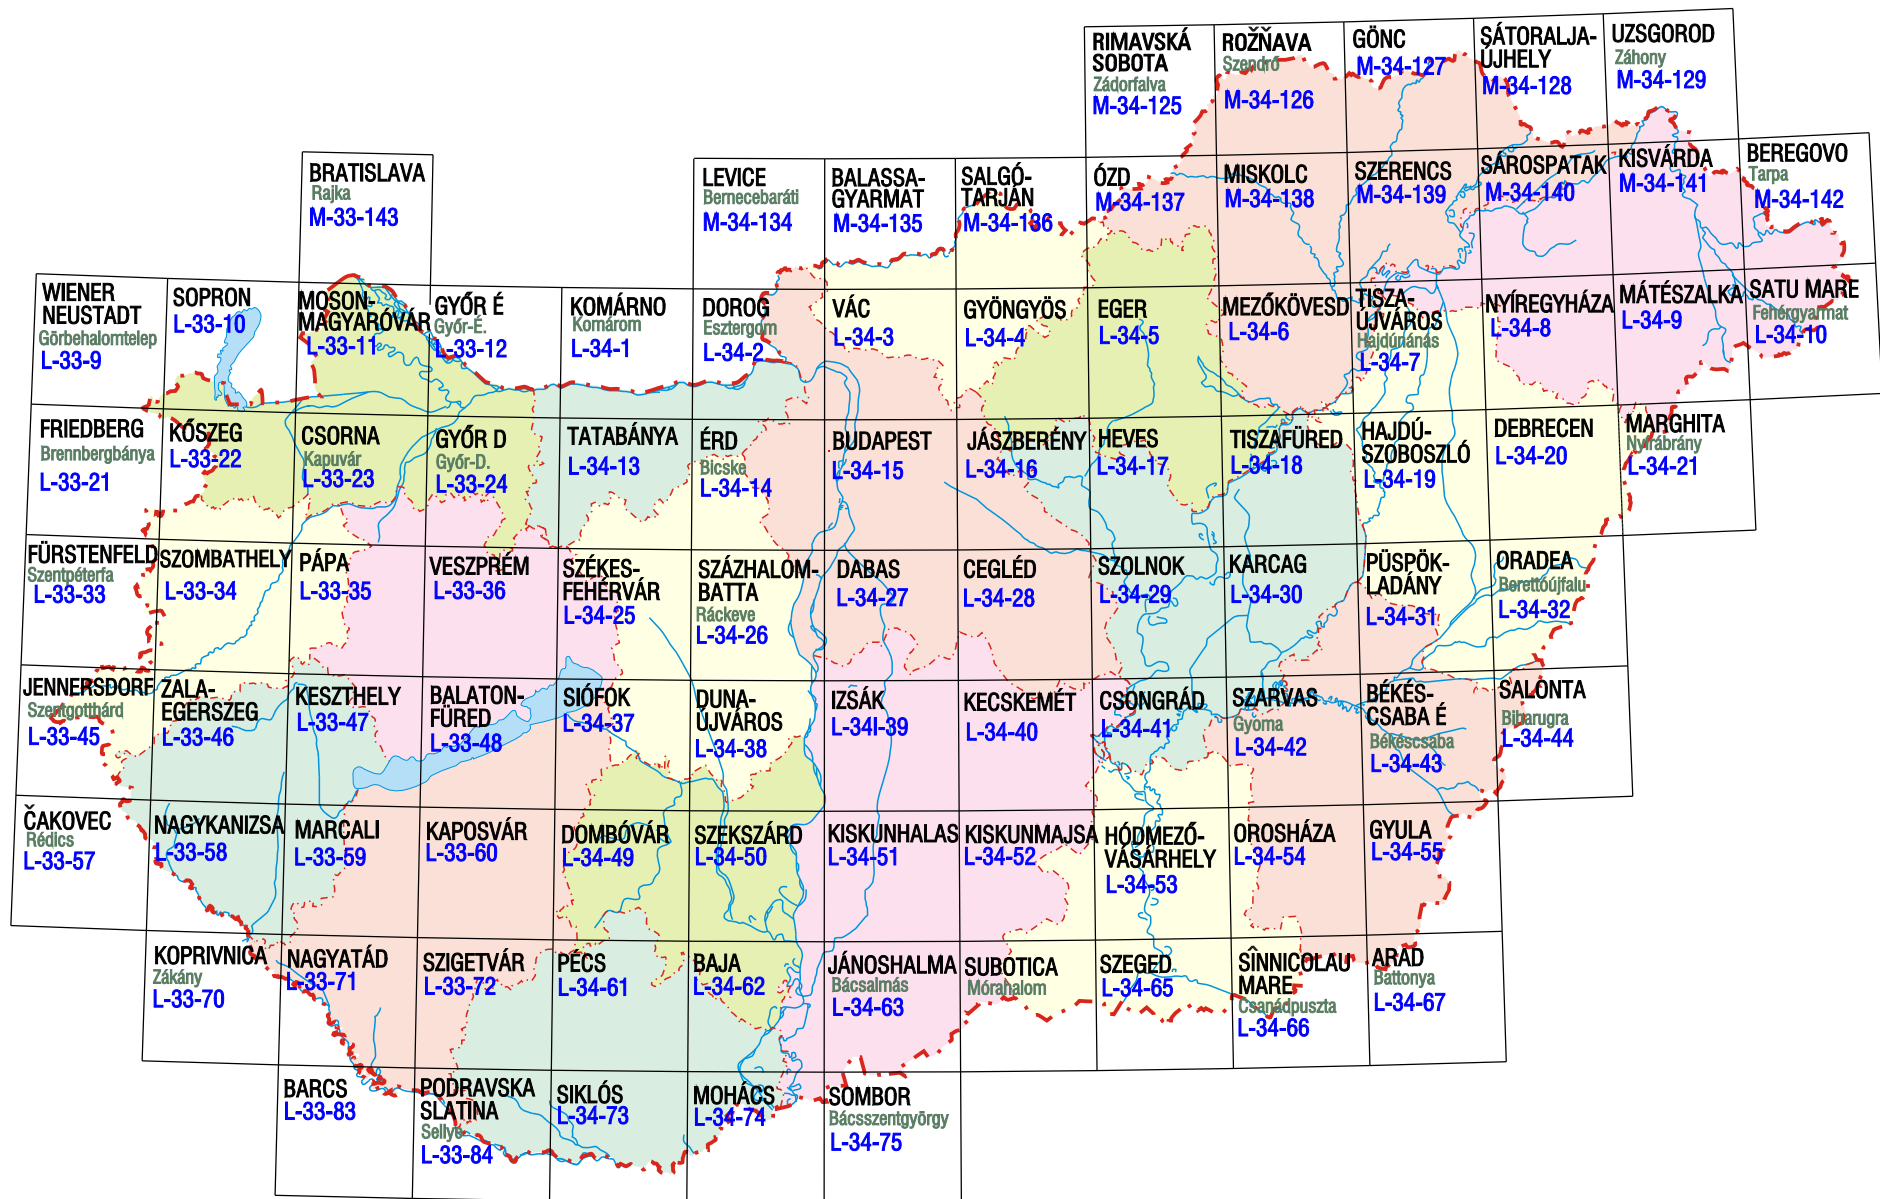 RIMAVSKÁ
SOBOTA
Zádorfalva
M-34-125
ROŽŇAVA
Szendrő
M-34-126
GÖNC
M-34-127
SÁTORALJA-
ÚJHELY
M-34-128
UZSGOROD
Záhony
M-34-129
BRATISLAVA
Rajka
M-33-143
LEVICE
Bernecebaráti
M-34-134
BALASSA-
GYARMAT
M-34-135
SALGÓ-
TARJÁN
M-34-136
ÓZD
M-34-137
MISKOLC
M-34-138
SZERENCS
M-34-139
SÁROSPATAK
M-34-140
KISVÁRDA
M-34-141
BEREGOVO
Tarpa
M-34-142
WIENER
NEUSTADT
Görbehalomtelep
L-33-9
SOPRON
L-33-10
MOSON-
MAGYARÓVÁR
L-33-11
GYŐR É
Győr-É.
L-33-12
KOMÁRNO
Komárom
L-34-1
DOROG
Esztergom
L-34-2
VÁC
L-34-3
GYÖNGYÖS
L-34-4
EGER
L-34-5
MEZŐKÖVESD
L-34-6
TISZA-
ÚJVÁROS
Hajdúnánás
L-34-7
NYÍREGYHÁZA
L-34-8
MÁTÉSZALKA
L-34-9
SATU MARE
Fehérgyarmat
L-34-10
FRIEDBERG
Brennbergbánya
L-33-21
KŐSZEG
L-33-22
CSORNA
Kapuvár
L-33-23
GYŐR D
Győr-D.
L-33-24
TATABÁNYA
L-34-13
ÉRD
Bicske
L-34-14
BUDAPEST
L-34-15
JÁSZBERÉNY
L-34-16
HEVES
L-34-17
TISZAFÜRED
L-34-18
HAJDÚ-
SZOBOSZLÓ
L-34-19
DEBRECEN
L-34-20
MARGHITA
Nyírábrány
L-34-21
FÜRSTENFELD
Szentpéterfa
L-33-33
SZOMBATHELY
L-33-34
PÁPA
L-33-35
VESZPRÉM
L-33-36
SZÉKES-
FEHÉRVÁR
L-34-25
SZÁZHALOM-
BATTA
Ráckeve
L-34-26
DABAS
L-34-27
CEGLÉD
L-34-28
SZOLNOK
L-34-29
KARCAG
L-34-30
PÜSPÖK-
LADÁNY
L-34-31
ORADEA
Berettóújfalu
L-34-32
JENNERSDORF
Szentgotthárd
L-33-45
ZALA-
EGERSZEG
L-33-46
KESZTHELY
L-33-47
BALATON-
FÜRED
L-33-48
SIÓFOK
L-34-37
DUNA-
ÚJVÁROS
L-34-38
IZSÁK
L-34I-39
KECSKEMÉT
L-34-40
CSONGRÁD
L-34-41
SZARVAS
Gyoma
L-34-42
BÉKÉS-
CSABA É
Békéscsaba
L-34-43
SALONTA
Biharugra
L-34-44
ČAKOVEC
Rédics
L-33-57
NAGYKANIZSA
L-33-58
MARCALI
L-33-59
KAPOSVÁR
L-33-60
DOMBÓVÁR
L-34-49
SZEKSZÁRD
L-34-50
KISKUNHALAS
L-34-51
KISKUNMAJSA
L-34-52
HÓDMEZŐ-
VÁSÁRHELY
L-34-53
OROSHÁZA
L-34-54
GYULA
L-34-55
KOPRIVNICA
Zákány
L-33-70
NAGYATÁD
L-33-71
SZIGETVÁR
L-33-72
PÉCS
L-34-61
BAJA
L-34-62
JÁNOSHALMA
Bácsalmás
L-34-63
SUBOTICA
Mórahalom
SZEGED
L-34-65
SÎNNICOLAU
MARE
Csanádpuszta
L-34-66
ARAD
Battonya
L-34-67
BARCS
L-33-83
PODRAVSKA
SLATINA
Sellye
L-33-84
SIKLÓS
L-34-73
MOHÁCS
L-34-74
SOMBOR
Bácsszentgyörgy
L-34-75